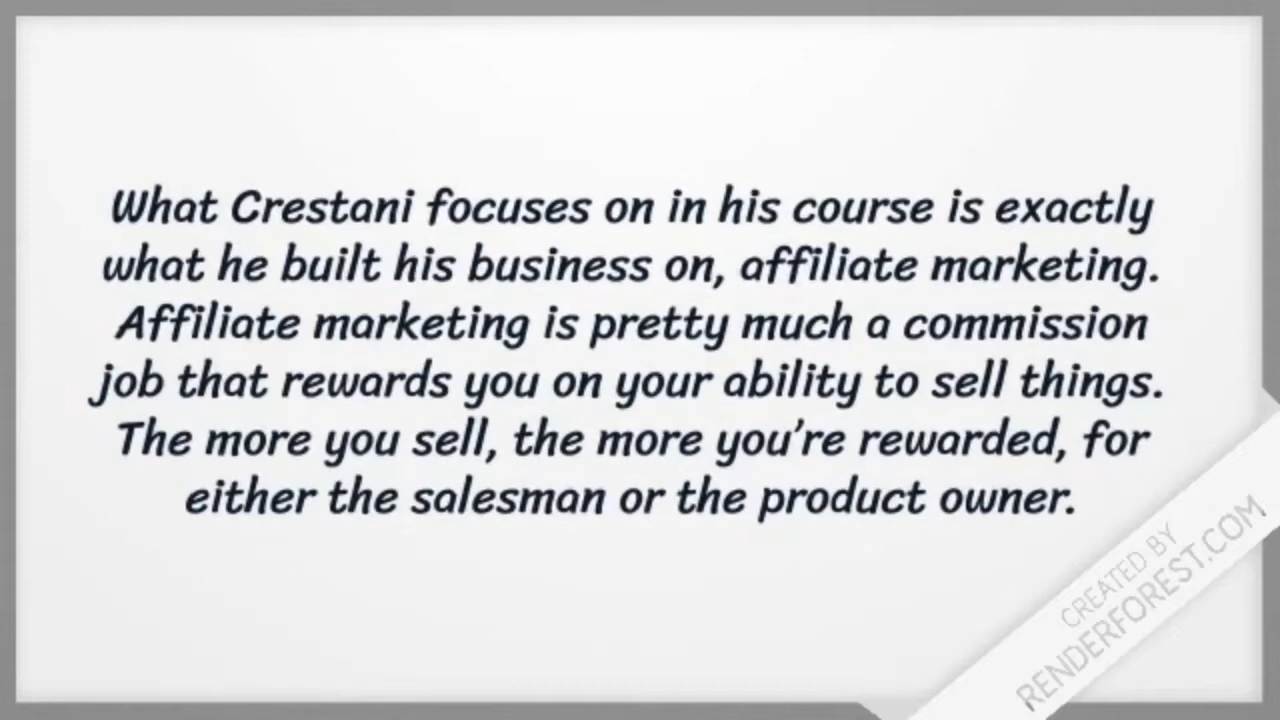 What Crestani focuses on in his course is exactly
what he built his business on, affiliate marketing.
Affiliate marketing is pretty much a commission
job that rewards you on your ability to sell things.
The more you sell, the more you're rewarded, for
either the salesman or the product owner.
CREATED BY
RENDERFOREST.COM